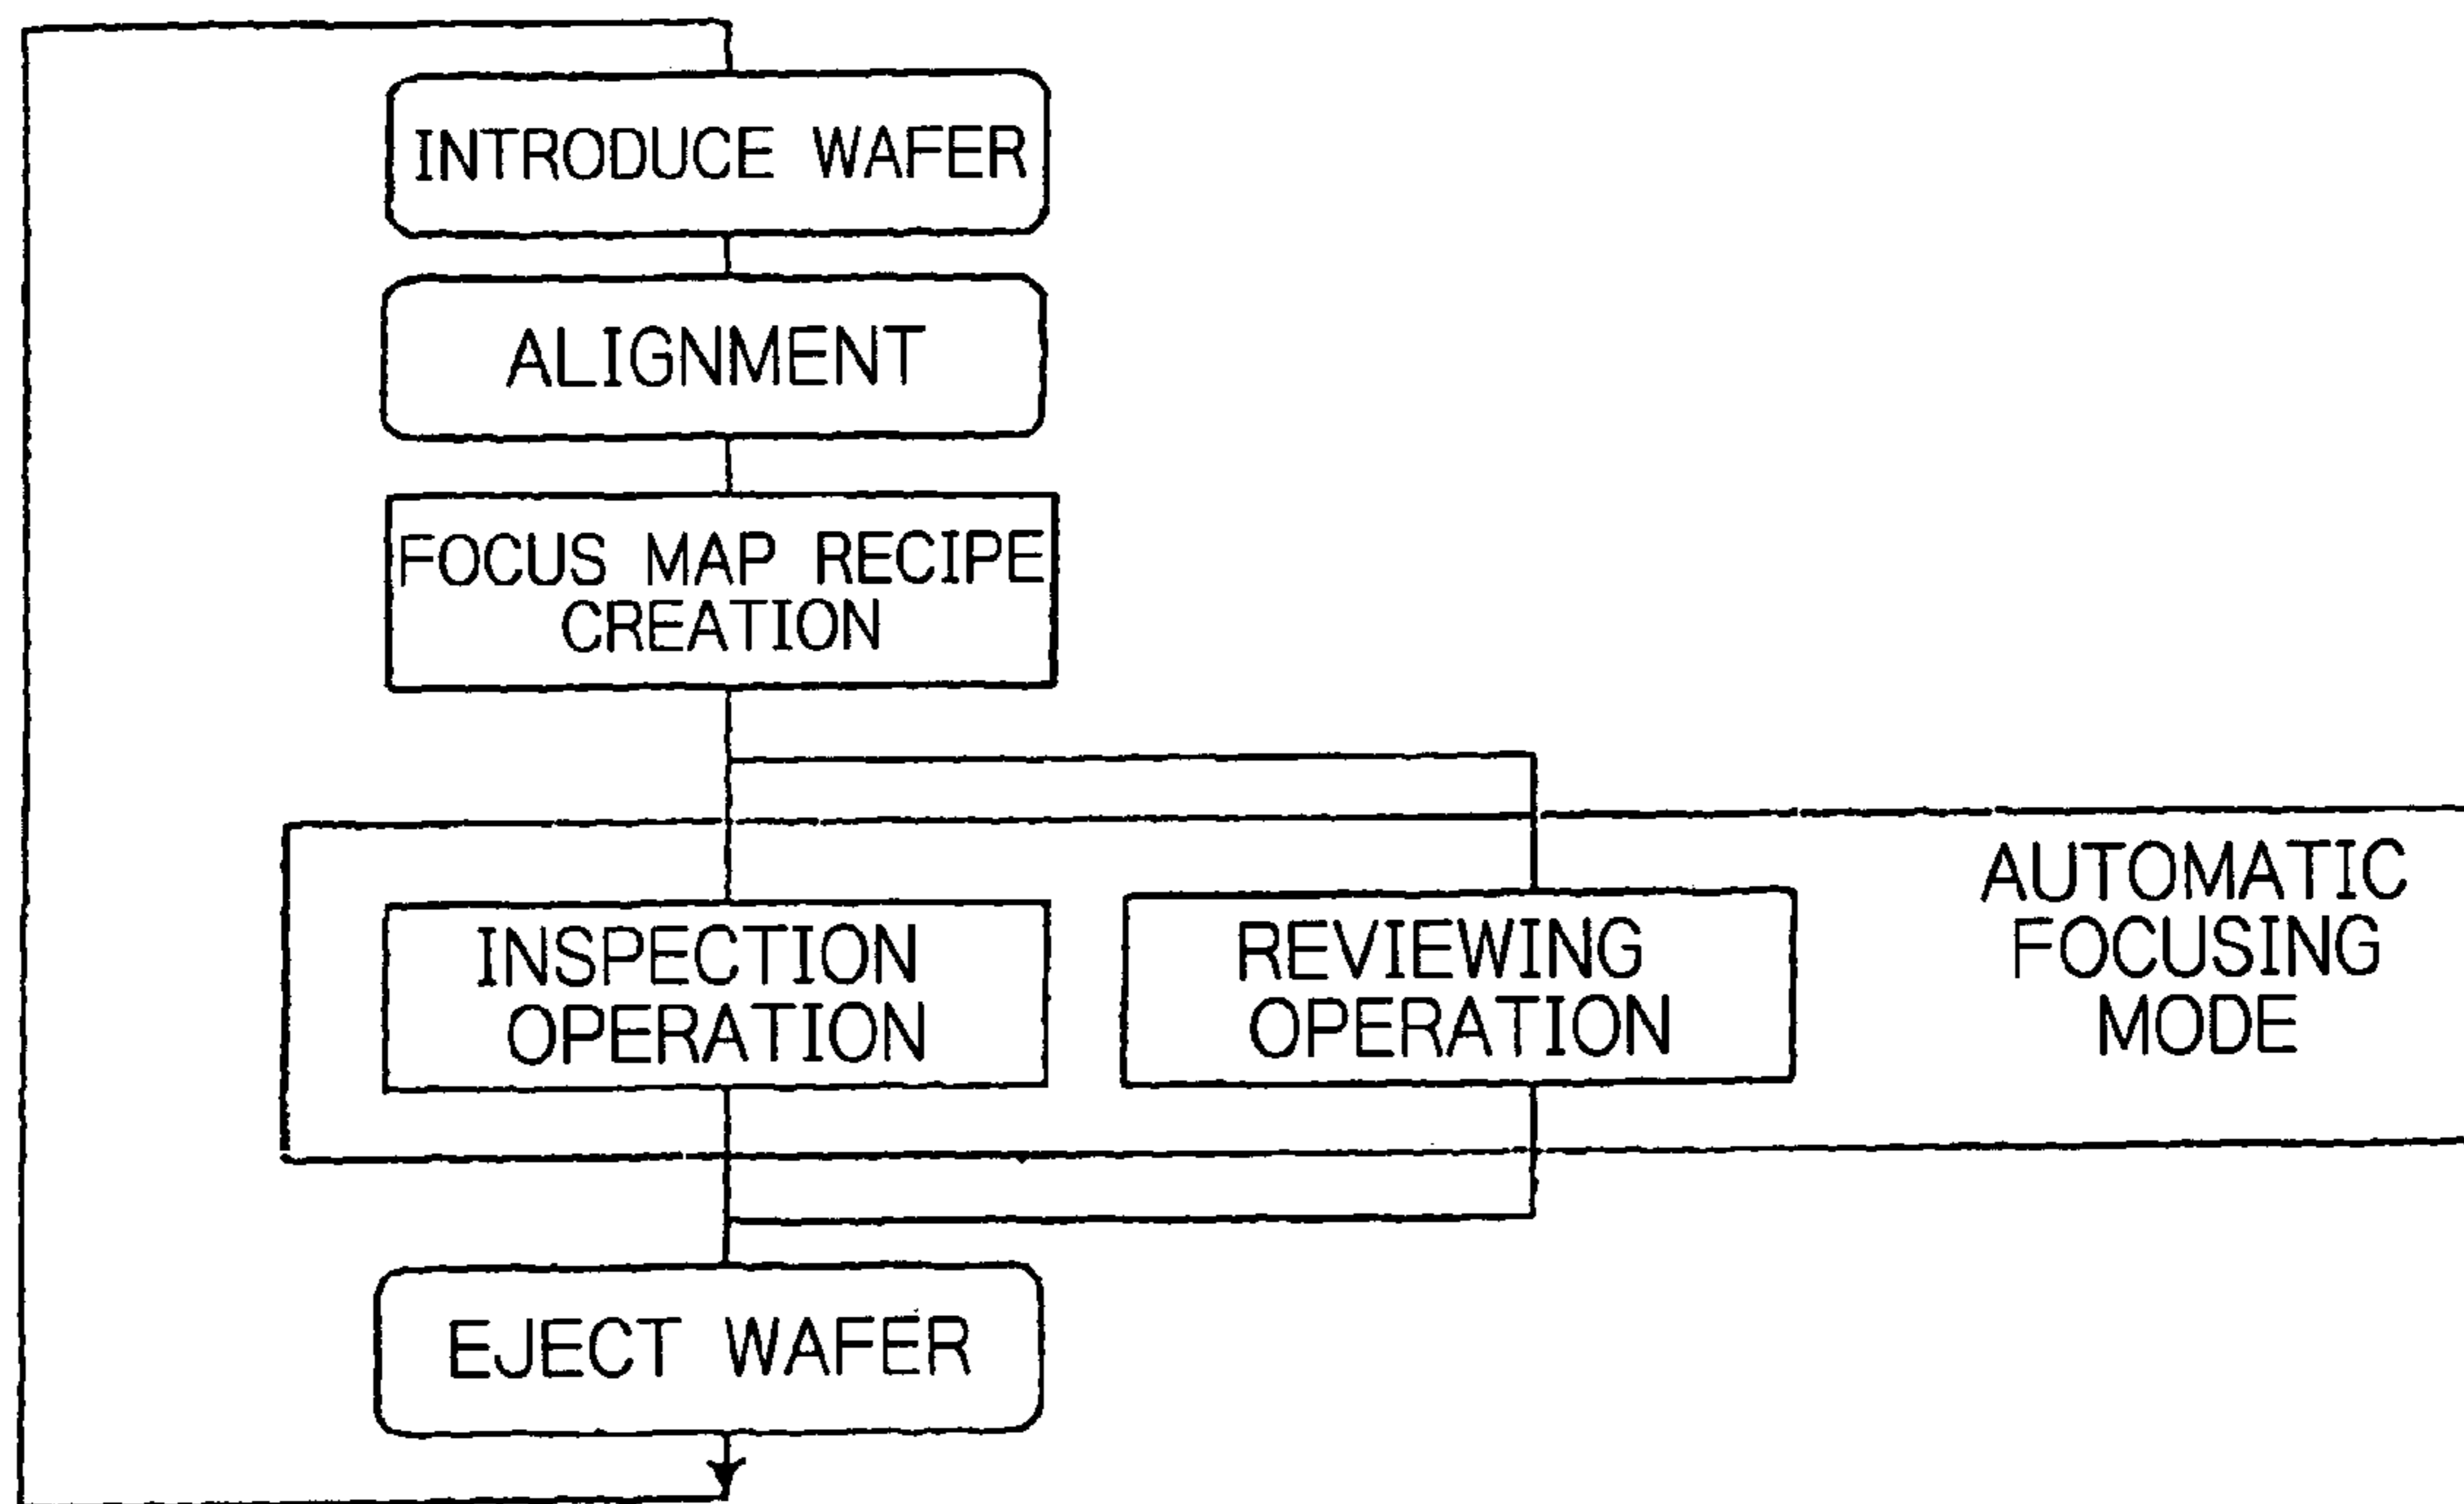 INTRODUCE WAFER
ALIGNMENT
FOCUS MAP RECIPE
CREATION
INSPECTION
OPERATION
REVIEWING
OPERATION
AUTOMATIC
FOCUSING
MODE
EJECT WAFER